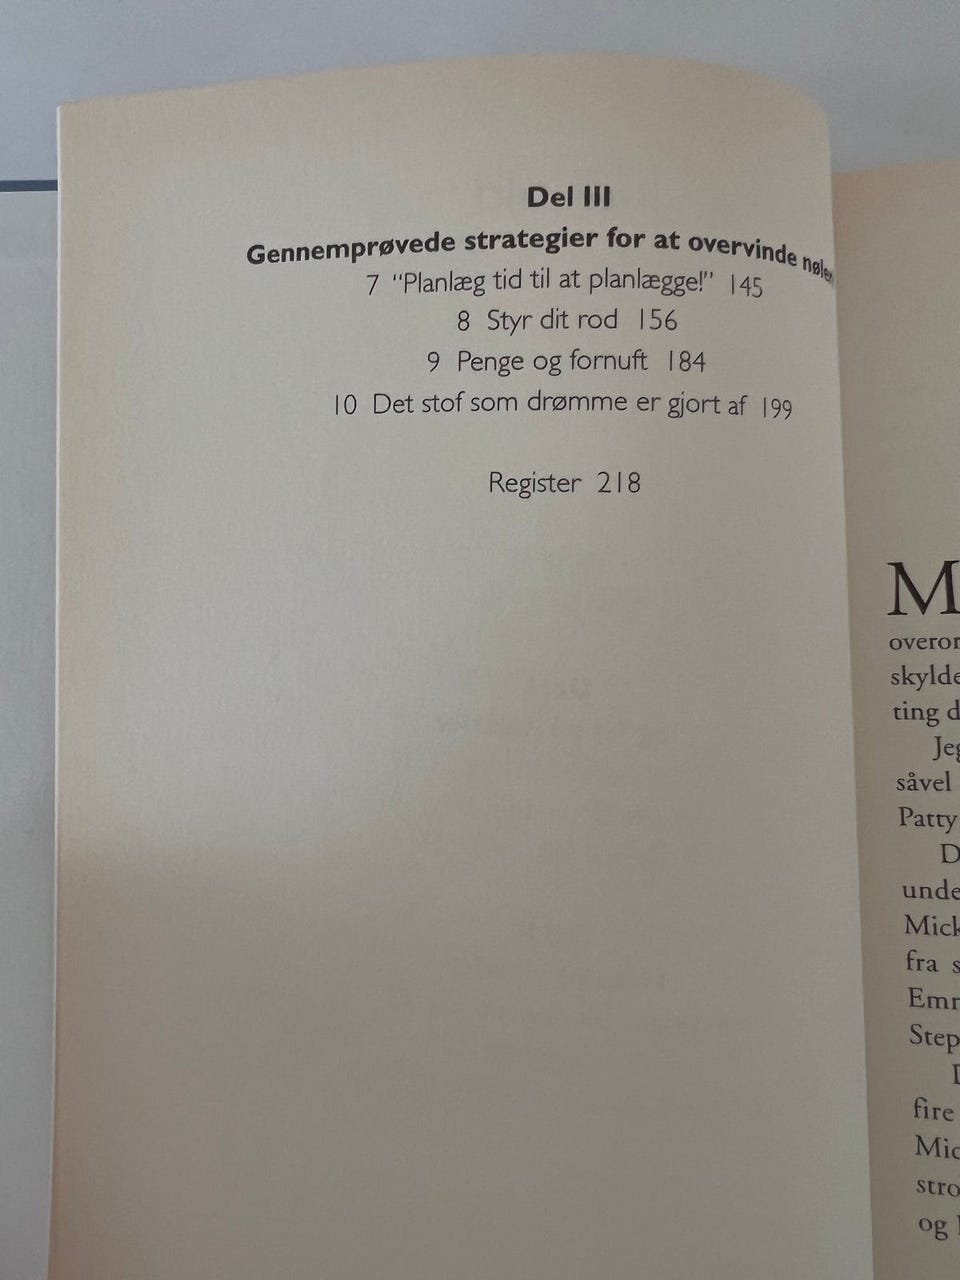 Del III
Gennemprøvede strategier for at overvinde
7 "Planlæg tid til at planlægge!" 145
8 Styr dit rod 156
9 Penge og fornuft 184
10 Det stof som drømme er gjort af 199
Register 218
M
overor
skylde
ting d
Jeg
såvel
Patty
D
unde
Mick
fra s
Emr
Step
fire
Mic
stro
og